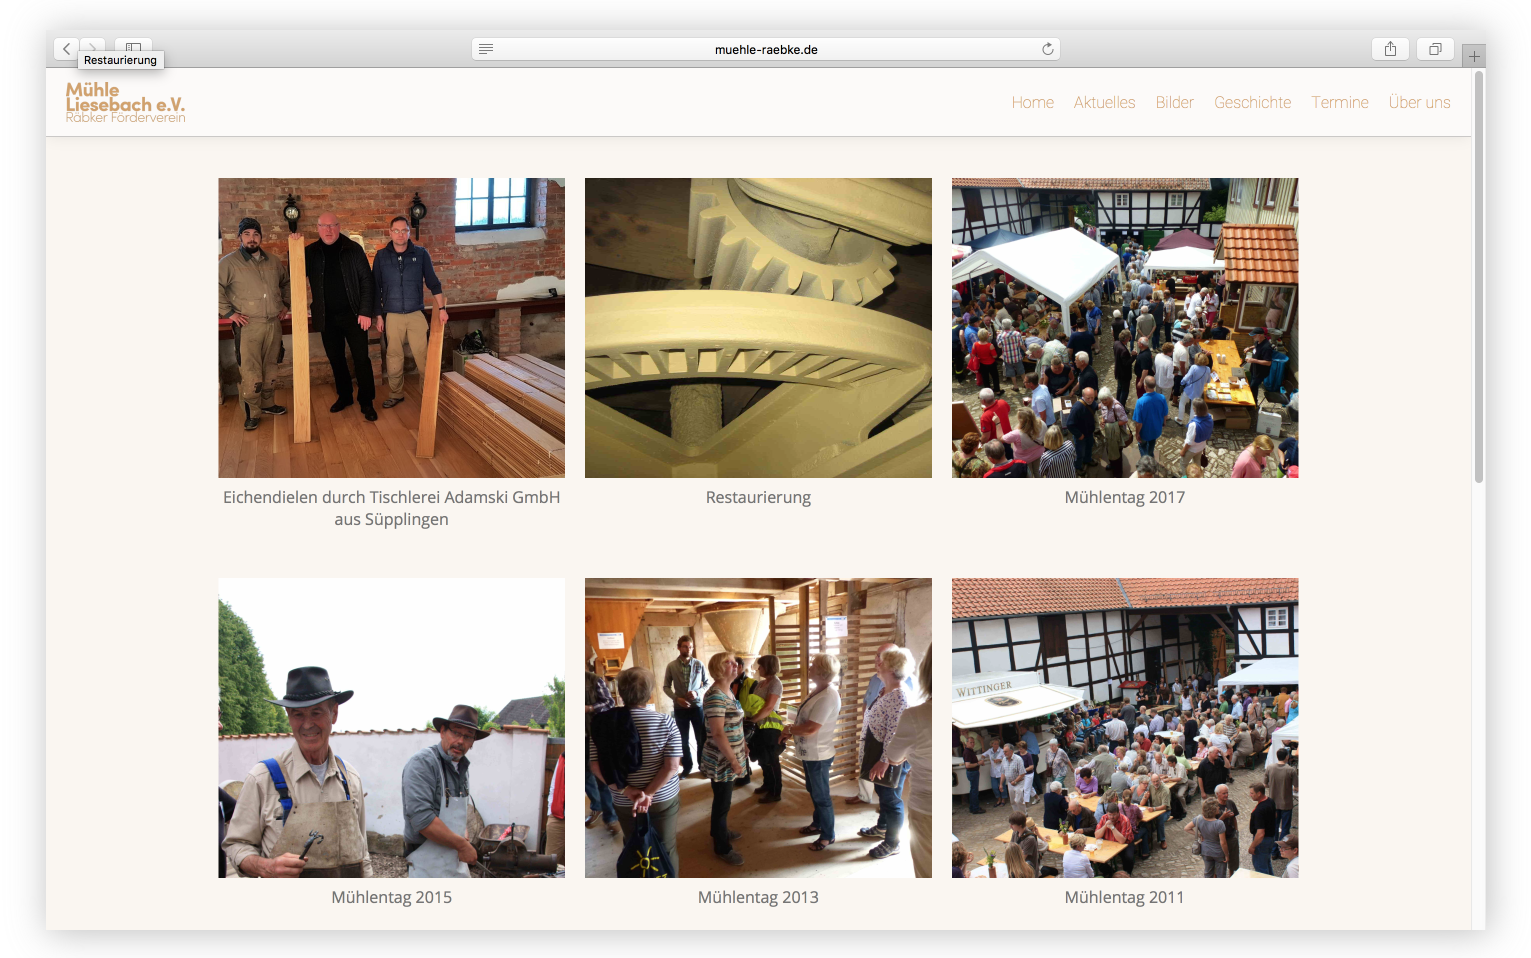 muehle-raebke.de
Restaurierung
Mühle
Liesebach e.V.
Räbker Förderverein
Home Aktuelles Bilder Geschichte Termine Über uns
Eichendielen durch Tischlerei Adamski GmbH
aus Süpplingen
Restaurierung
Mühlentag 2017
WITTINGER
Mühlentag 2015
Mühlentag 2013
Mühlentag 2011